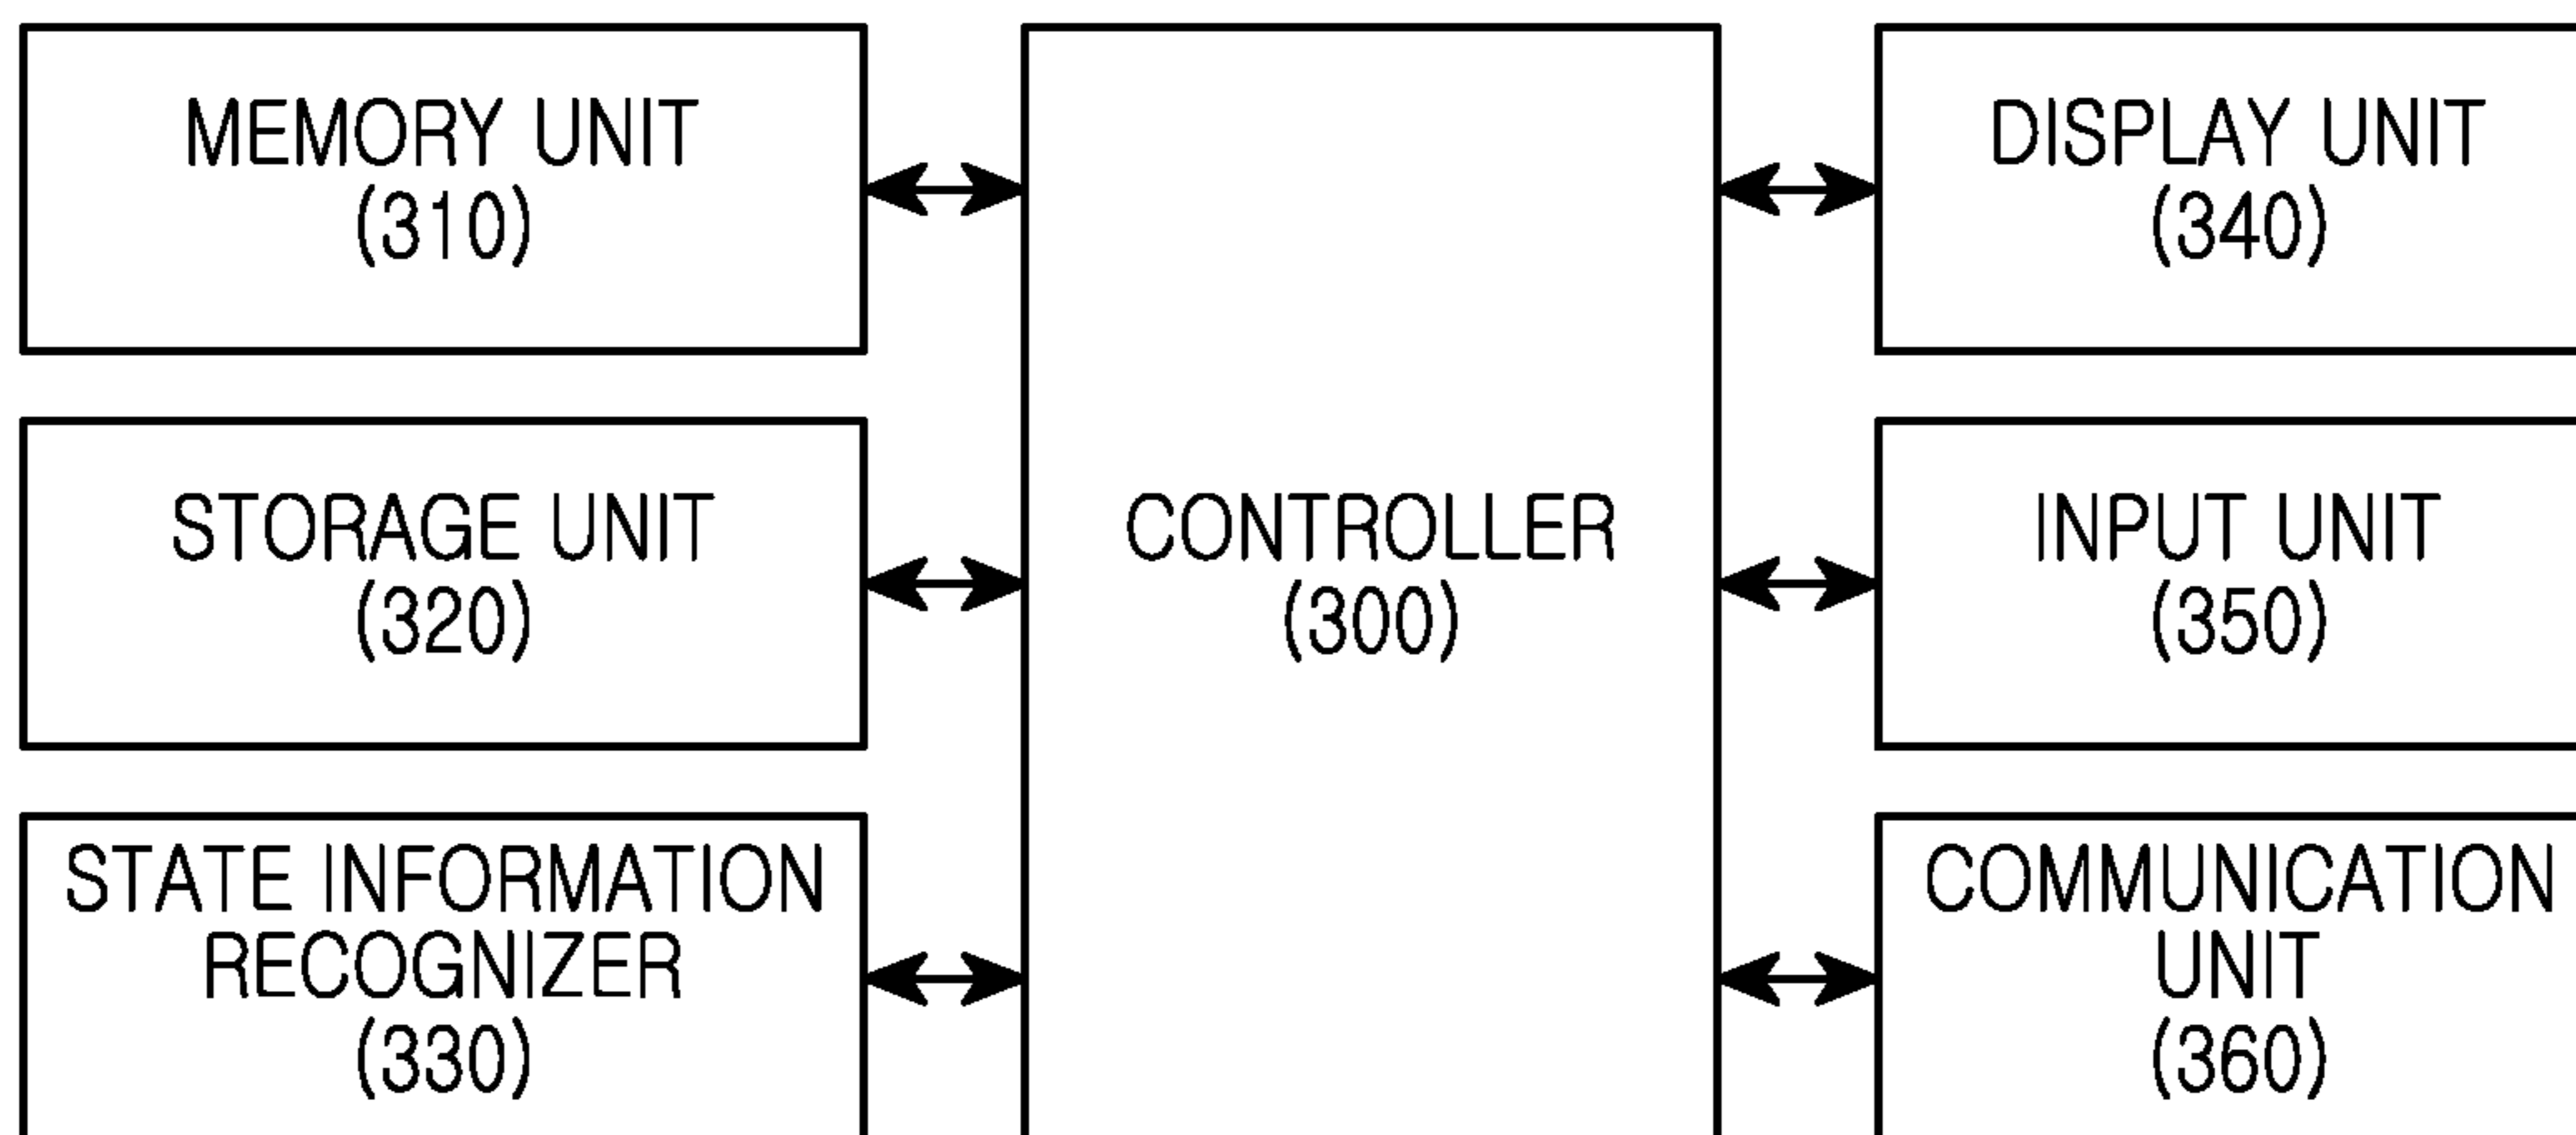 MEMORY UNIT
(310)
STORAGE UNIT
(320)
STATE INFORMATION
RECOGNIZER
(330)
CONTROLLER
(300)
DISPLAY UNIT
(340)
INPUT UNIT
(350)
COMMUNICATION
UNIT
(360)